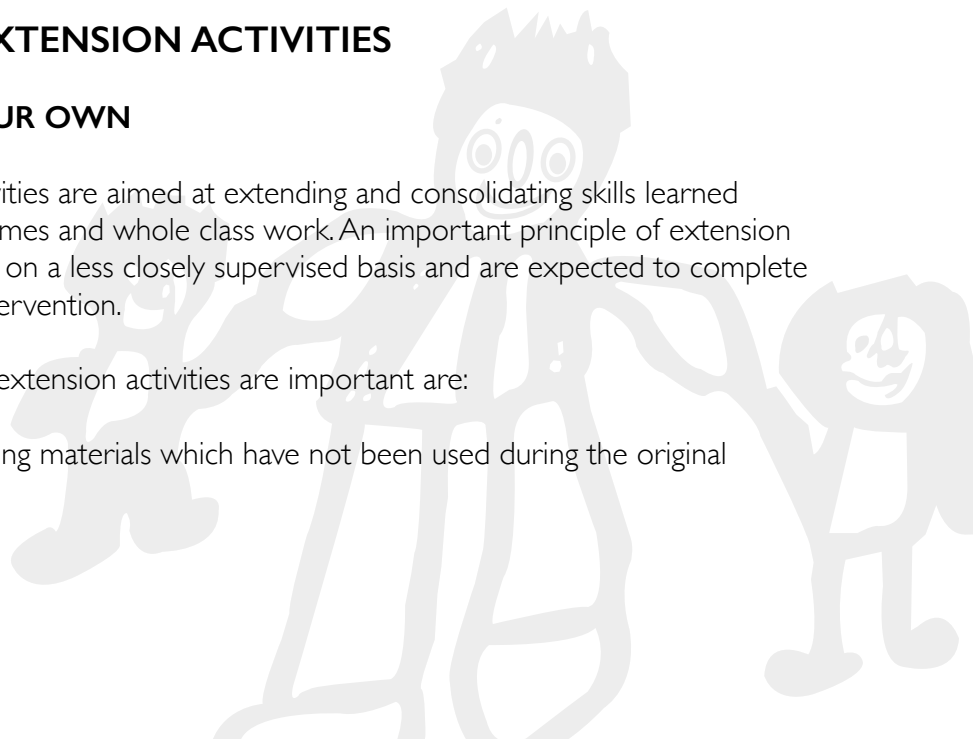 XTENSION ACTIVITIES
UR OWN
vities are aimed at extending and consolidating skills learned
mes and whole class work. An important principle of extension
on a less closely supervised basis and are expected to complete
ervention.
extension activities are important are:
ng materials which have not been used during the original